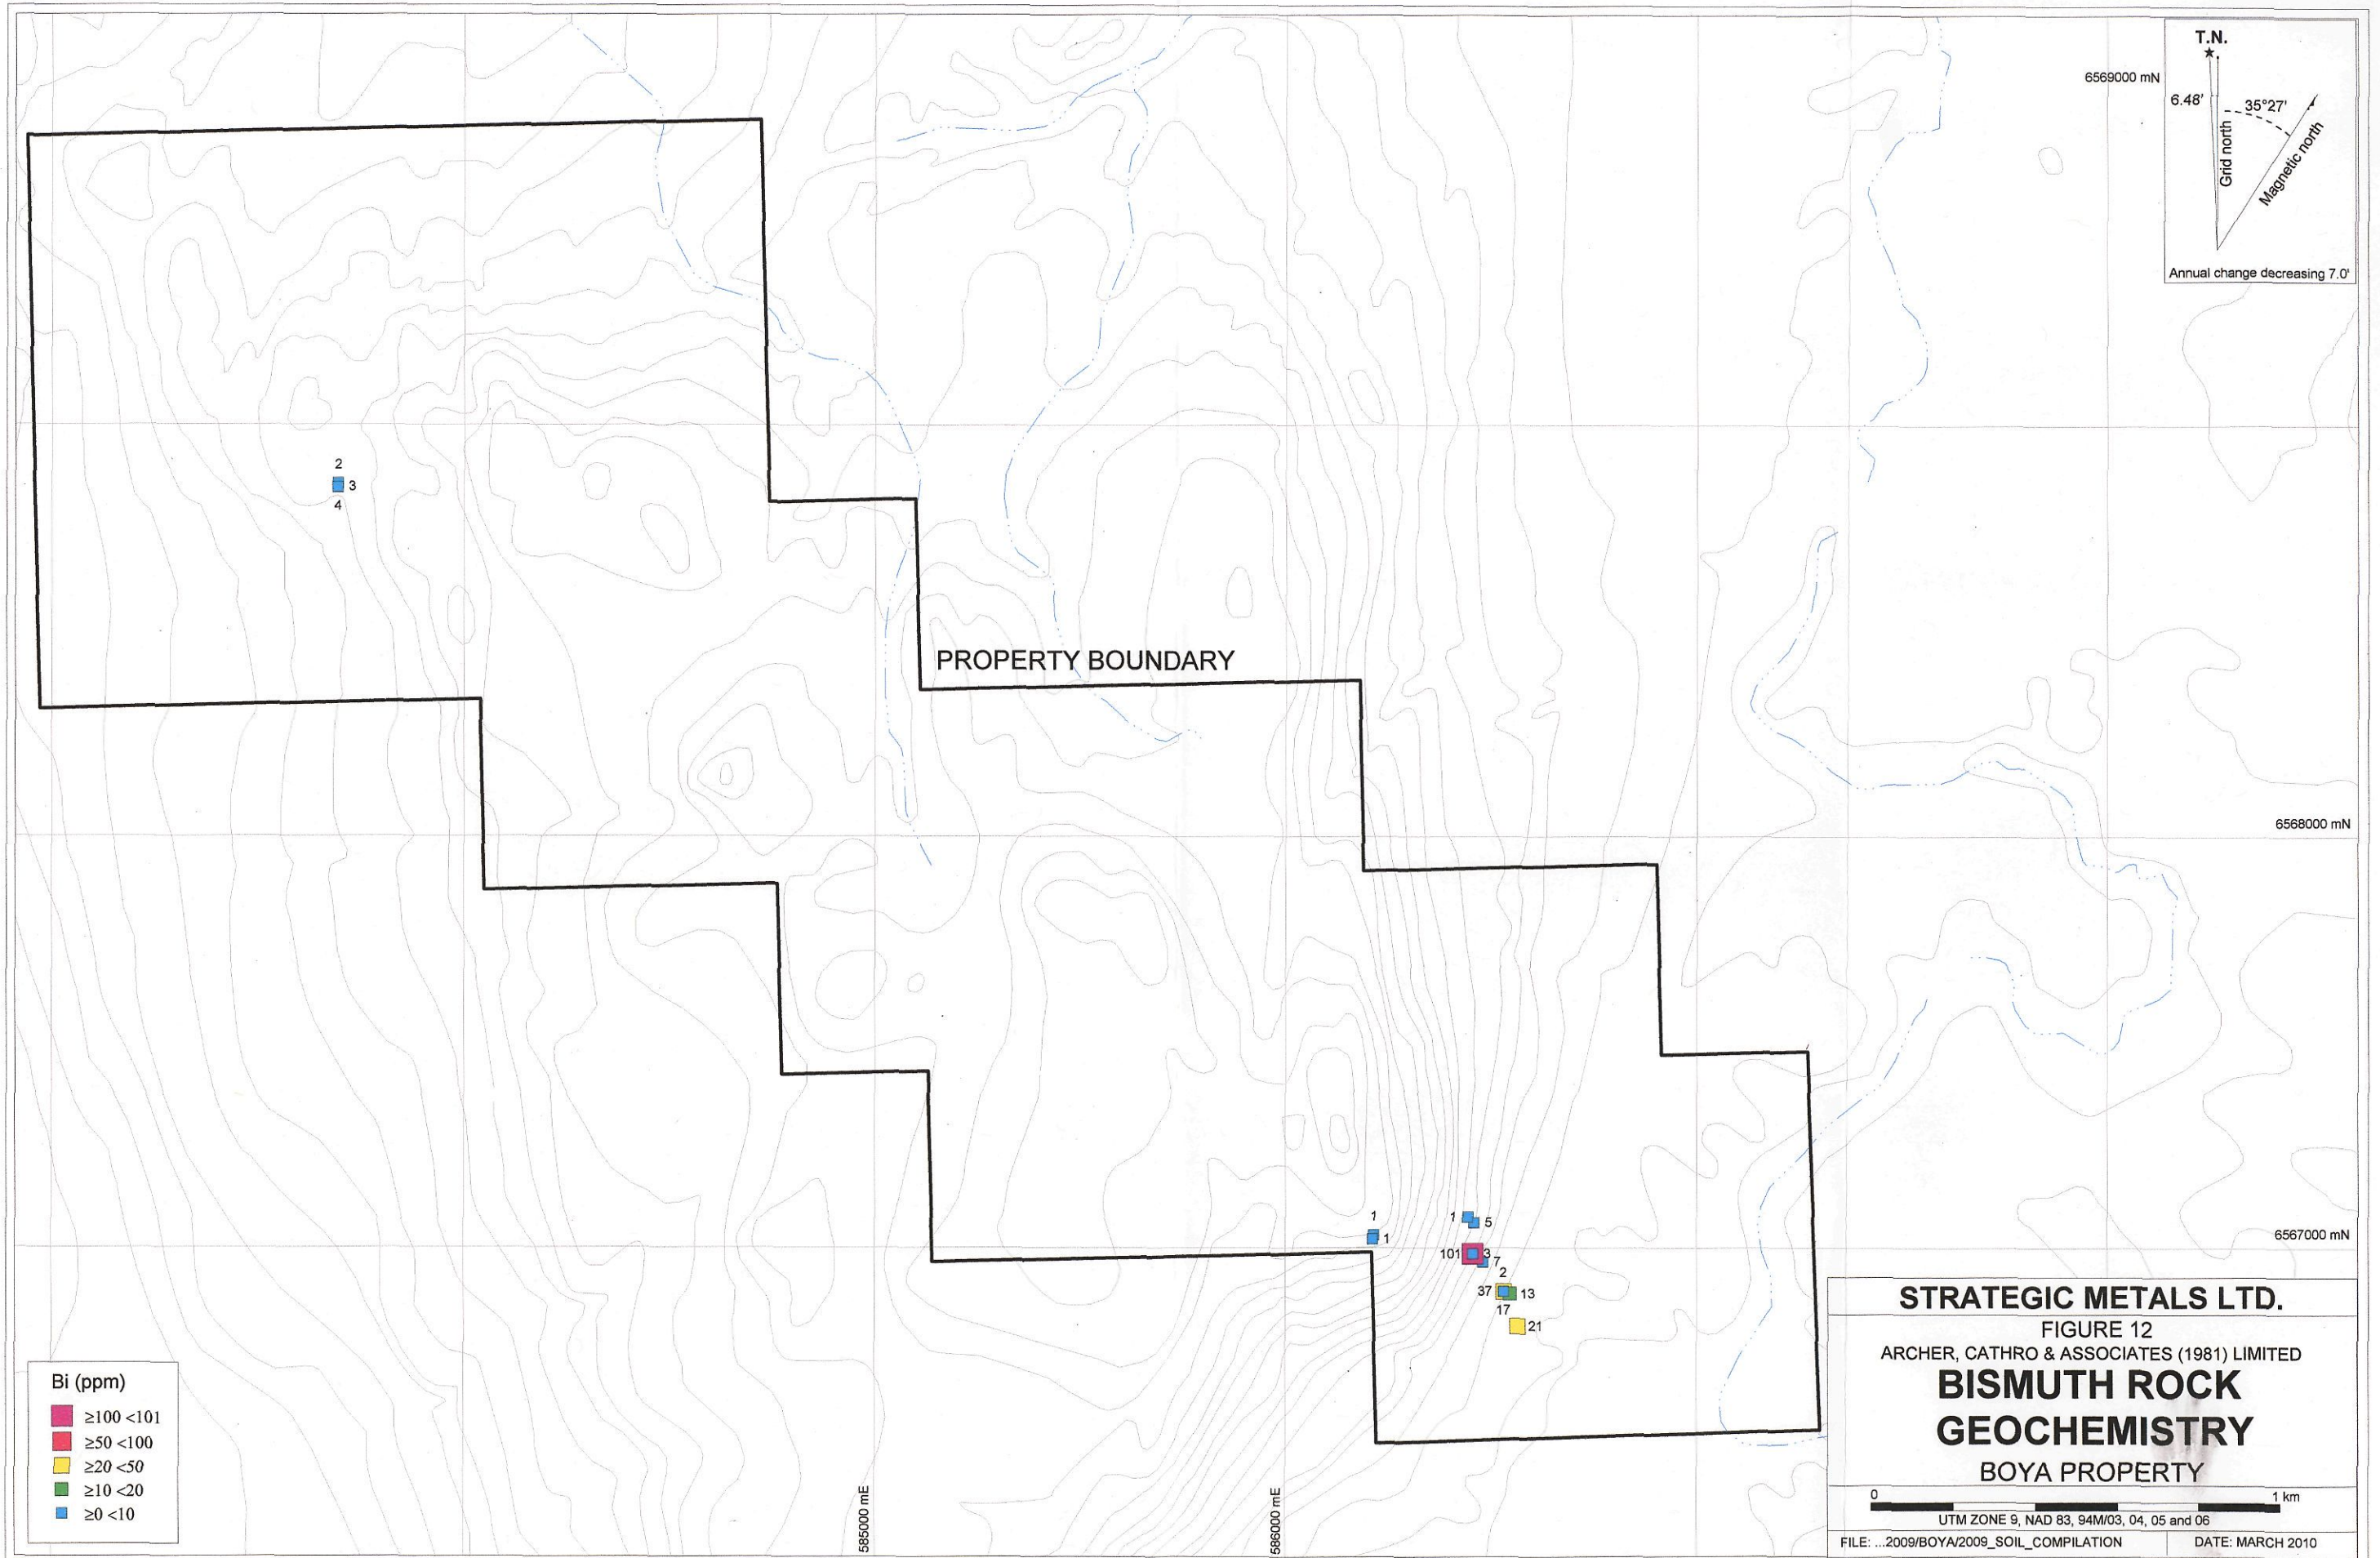 T.N.
6569000 mN
6.48'
35°27'
Grid north
Magnetic north
Annual change decreasing 7.0'
2
3
4
PROPERTY BOUNDARY
6568000 mN
1
1
1
5
6567000 mN
101
3
7
2
37
13
17
21
Bi (ppm)
≥100 <101
≥50 <100
≥20 <50
≥10 <20
≥0 <10
585000 mE
586000 mE
STRATEGIC METALS LTD.
FIGURE 12
ARCHER, CATHRO & ASSOCIATES (1981) LIMITED
BISMUTH ROCK
GEOCHEMISTRY
BOYA PROPERTY
0
1 km
UTM ZONE 9, NAD 83, 94M/03, 04, 05 and 06
FILE: ...2009/BOYA/2009_SOIL_COMPILATION
DATE: MARCH 2010